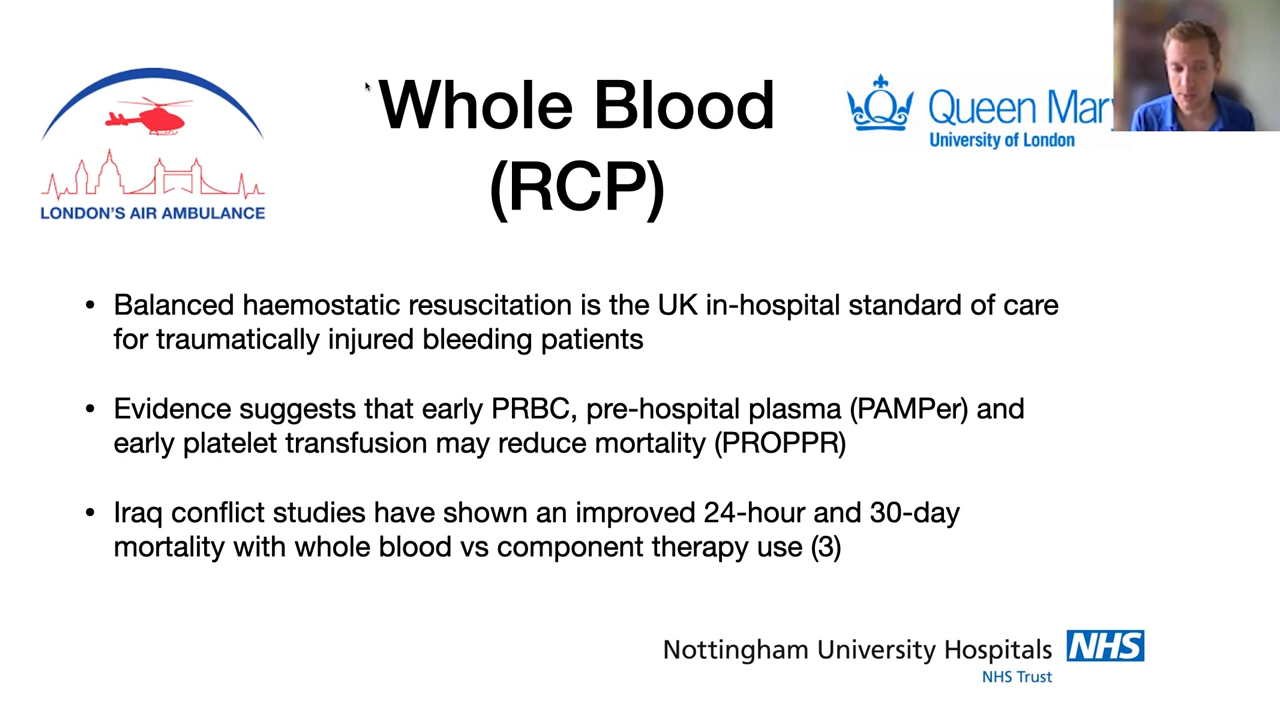 Whole Blood
(RCP)
LONDON'S AIR AMBULANCE
Queen Mary
University of London
• Balanced haemostatic resuscitation is the UK in-hospital standard of care
for traumatically injured bleeding patients
• Evidence suggests that early PRBC, pre-hospital plasma (PAMPer) and
early platelet transfusion may reduce mortality (PROPPR)
• Iraq conflict studies have shown an improved 24-hour and 30-day
mortality with whole blood vs component therapy use (3)
Nottingham University Hospitals NHS
NHS Trust